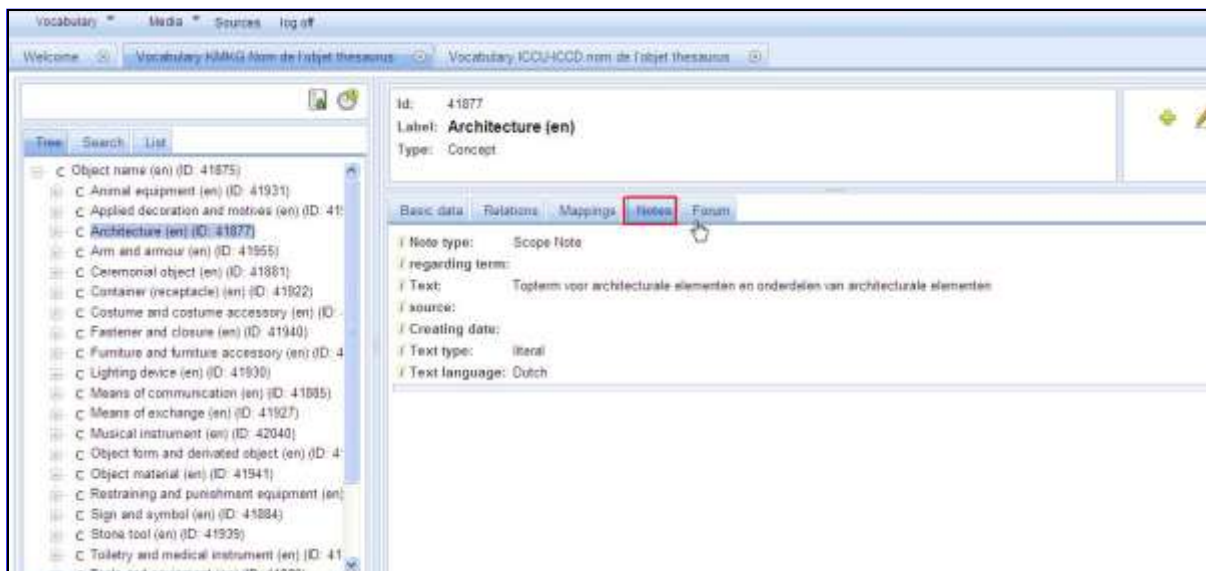 Vocabulary Media Sources log off
Welcome Vocabulary KMKG Nom de l'objet thesaurus Vocabulary ICCU-ICCD nom de l'objet thesaurus
Id: 41877
Label: Architecture (en)
Type: Concept
Tree Search List
C Object name (en) (ID: 41875)
C Animal equipment (en) (ID: 41931)
C Applied decoration and motives (en) (ID: 41
C Architecture (en) (ID: 41877)
C Arm and armour (en) (ID: 41955)
C Ceremonial object (en) (ID: 41881)
C Container (receptacle) (en) (ID: 41922)
C Costume and costume accessory (en) (ID:
C Fastener and closure (en) (ID: 41940)
C Furniture and furniture accessory (en) (ID: 4
C Lighting device (en) (ID: 41930)
C Means of communication (en) (ID: 41885)
C Means of exchange (en) (ID: 41927)
C Musical instrument (en) (ID: 42040)
C Object form and derivated object (en) (ID: 4
C Object material (en) (ID: 41941)
C Restraining and punishment equipment (en)
C Sign and symbol (en) (ID: 41884)
C Stone tool (en) (ID: 41939)
C Toiletry and medical instrument (en) (ID: 41
Basic data Relations Mappings Notes Forum
Note type: Scope Note
regarding term:
Text: Topterm voor architecturale elementen en onderdelen van architecturale elementen
source:
Creating date:
Text type: literal
Text language: Dutch